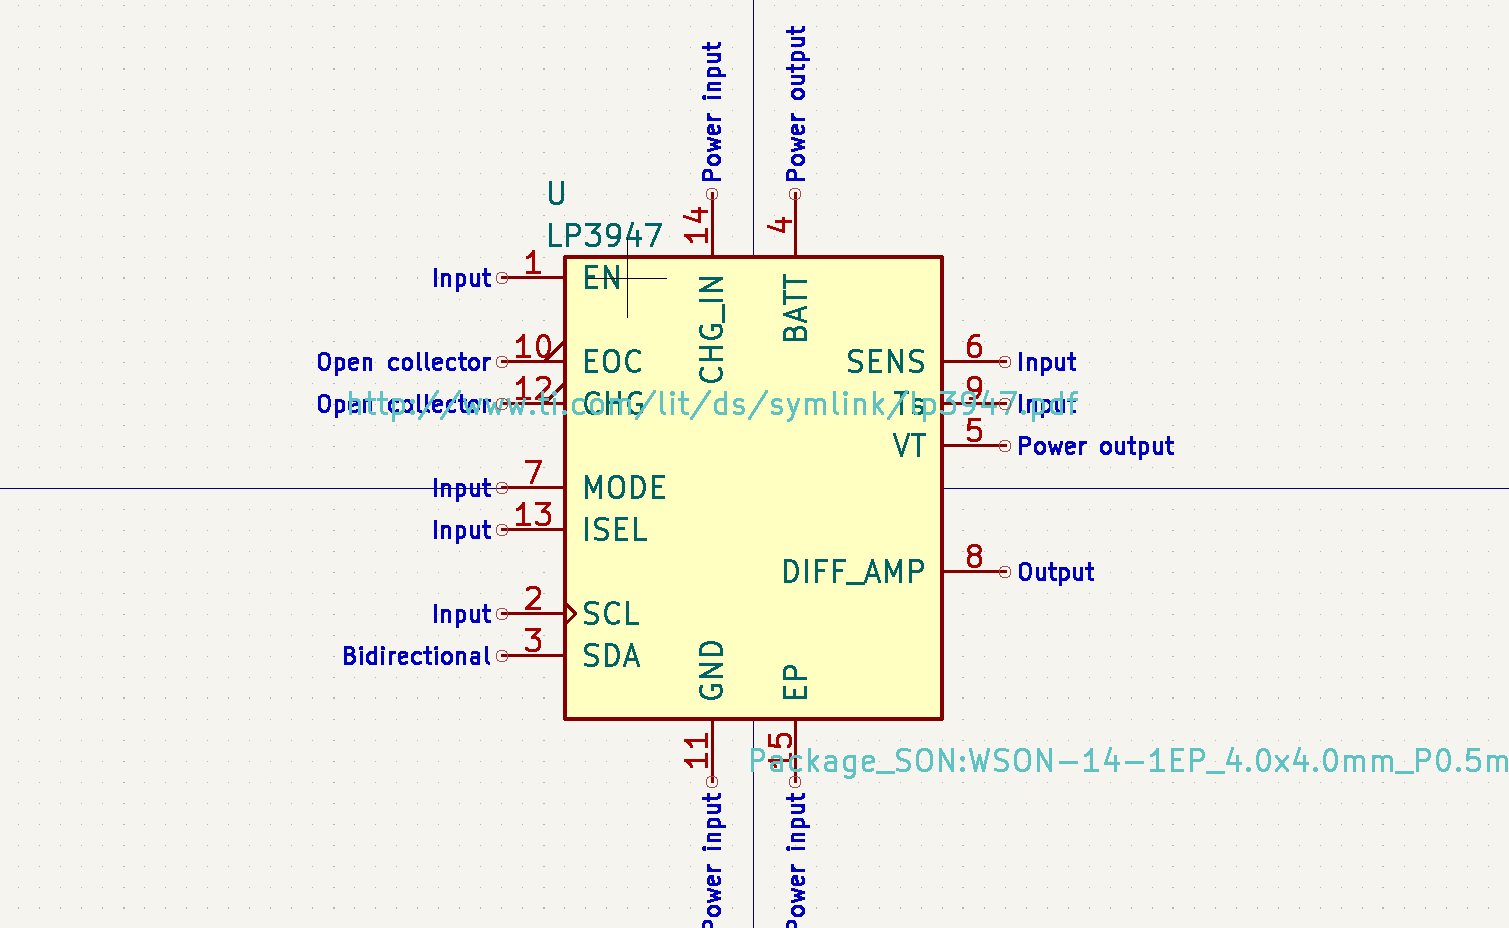 Power input
Power output
U
LP3947
14
4
Input
1
EN
CHG_IN
BATT
Open collector
10
EOC
SENS
6
Input
Open collector
12
CHG
http://www.ti.com/lit/ds/symlink/lp3947.pdf
Ts
9
Input
VT
5
Power output
Input
7
MODE
Input
13
ISEL
DIFF_AMP
8
Output
Input
2
SCL
Bidirectional
3
SDA
GND
EP
11
15
Package_SON:WSON-14-1EP_4.0x4.0mm_P0.5m
Power input
Power input